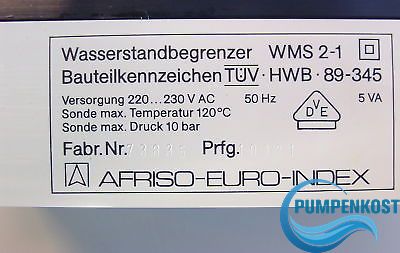 Wasserstandbegrenzer WMS 2-1
Bauteilkennzeichen TÜV · HWB · 89-345
Versorgung 220...230 V AC 50 Hz 5 VA
Sonde max. Temperatur 120°C
Sonde max. Druck 10 bar
DVE
Fabr. Nr. Prfg.
AFRISO-EURO-INDEX
PUMPENKOST